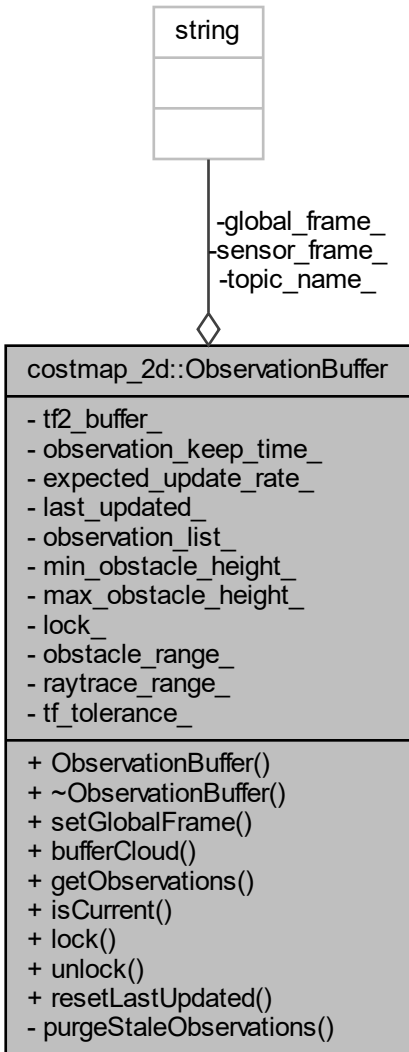 string
-global_frame_
-sensor_frame_
-topic_name_
costmap_2d::ObservationBuffer
- tf2_buffer_
- observation_keep_time_
- expected_update_rate_
- last_updated_
- observation_list_
- min_obstacle_height_
- max_obstacle_height_
- lock_
- obstacle_range_
- raytrace_range_
- tf_tolerance_
+ ObservationBuffer()
+ ~ObservationBuffer()
+ setGlobalFrame()
+ bufferCloud()
+ getObservations()
+ isCurrent()
+ lock()
+ unlock()
+ resetLastUpdated()
- purgeStaleObservations()